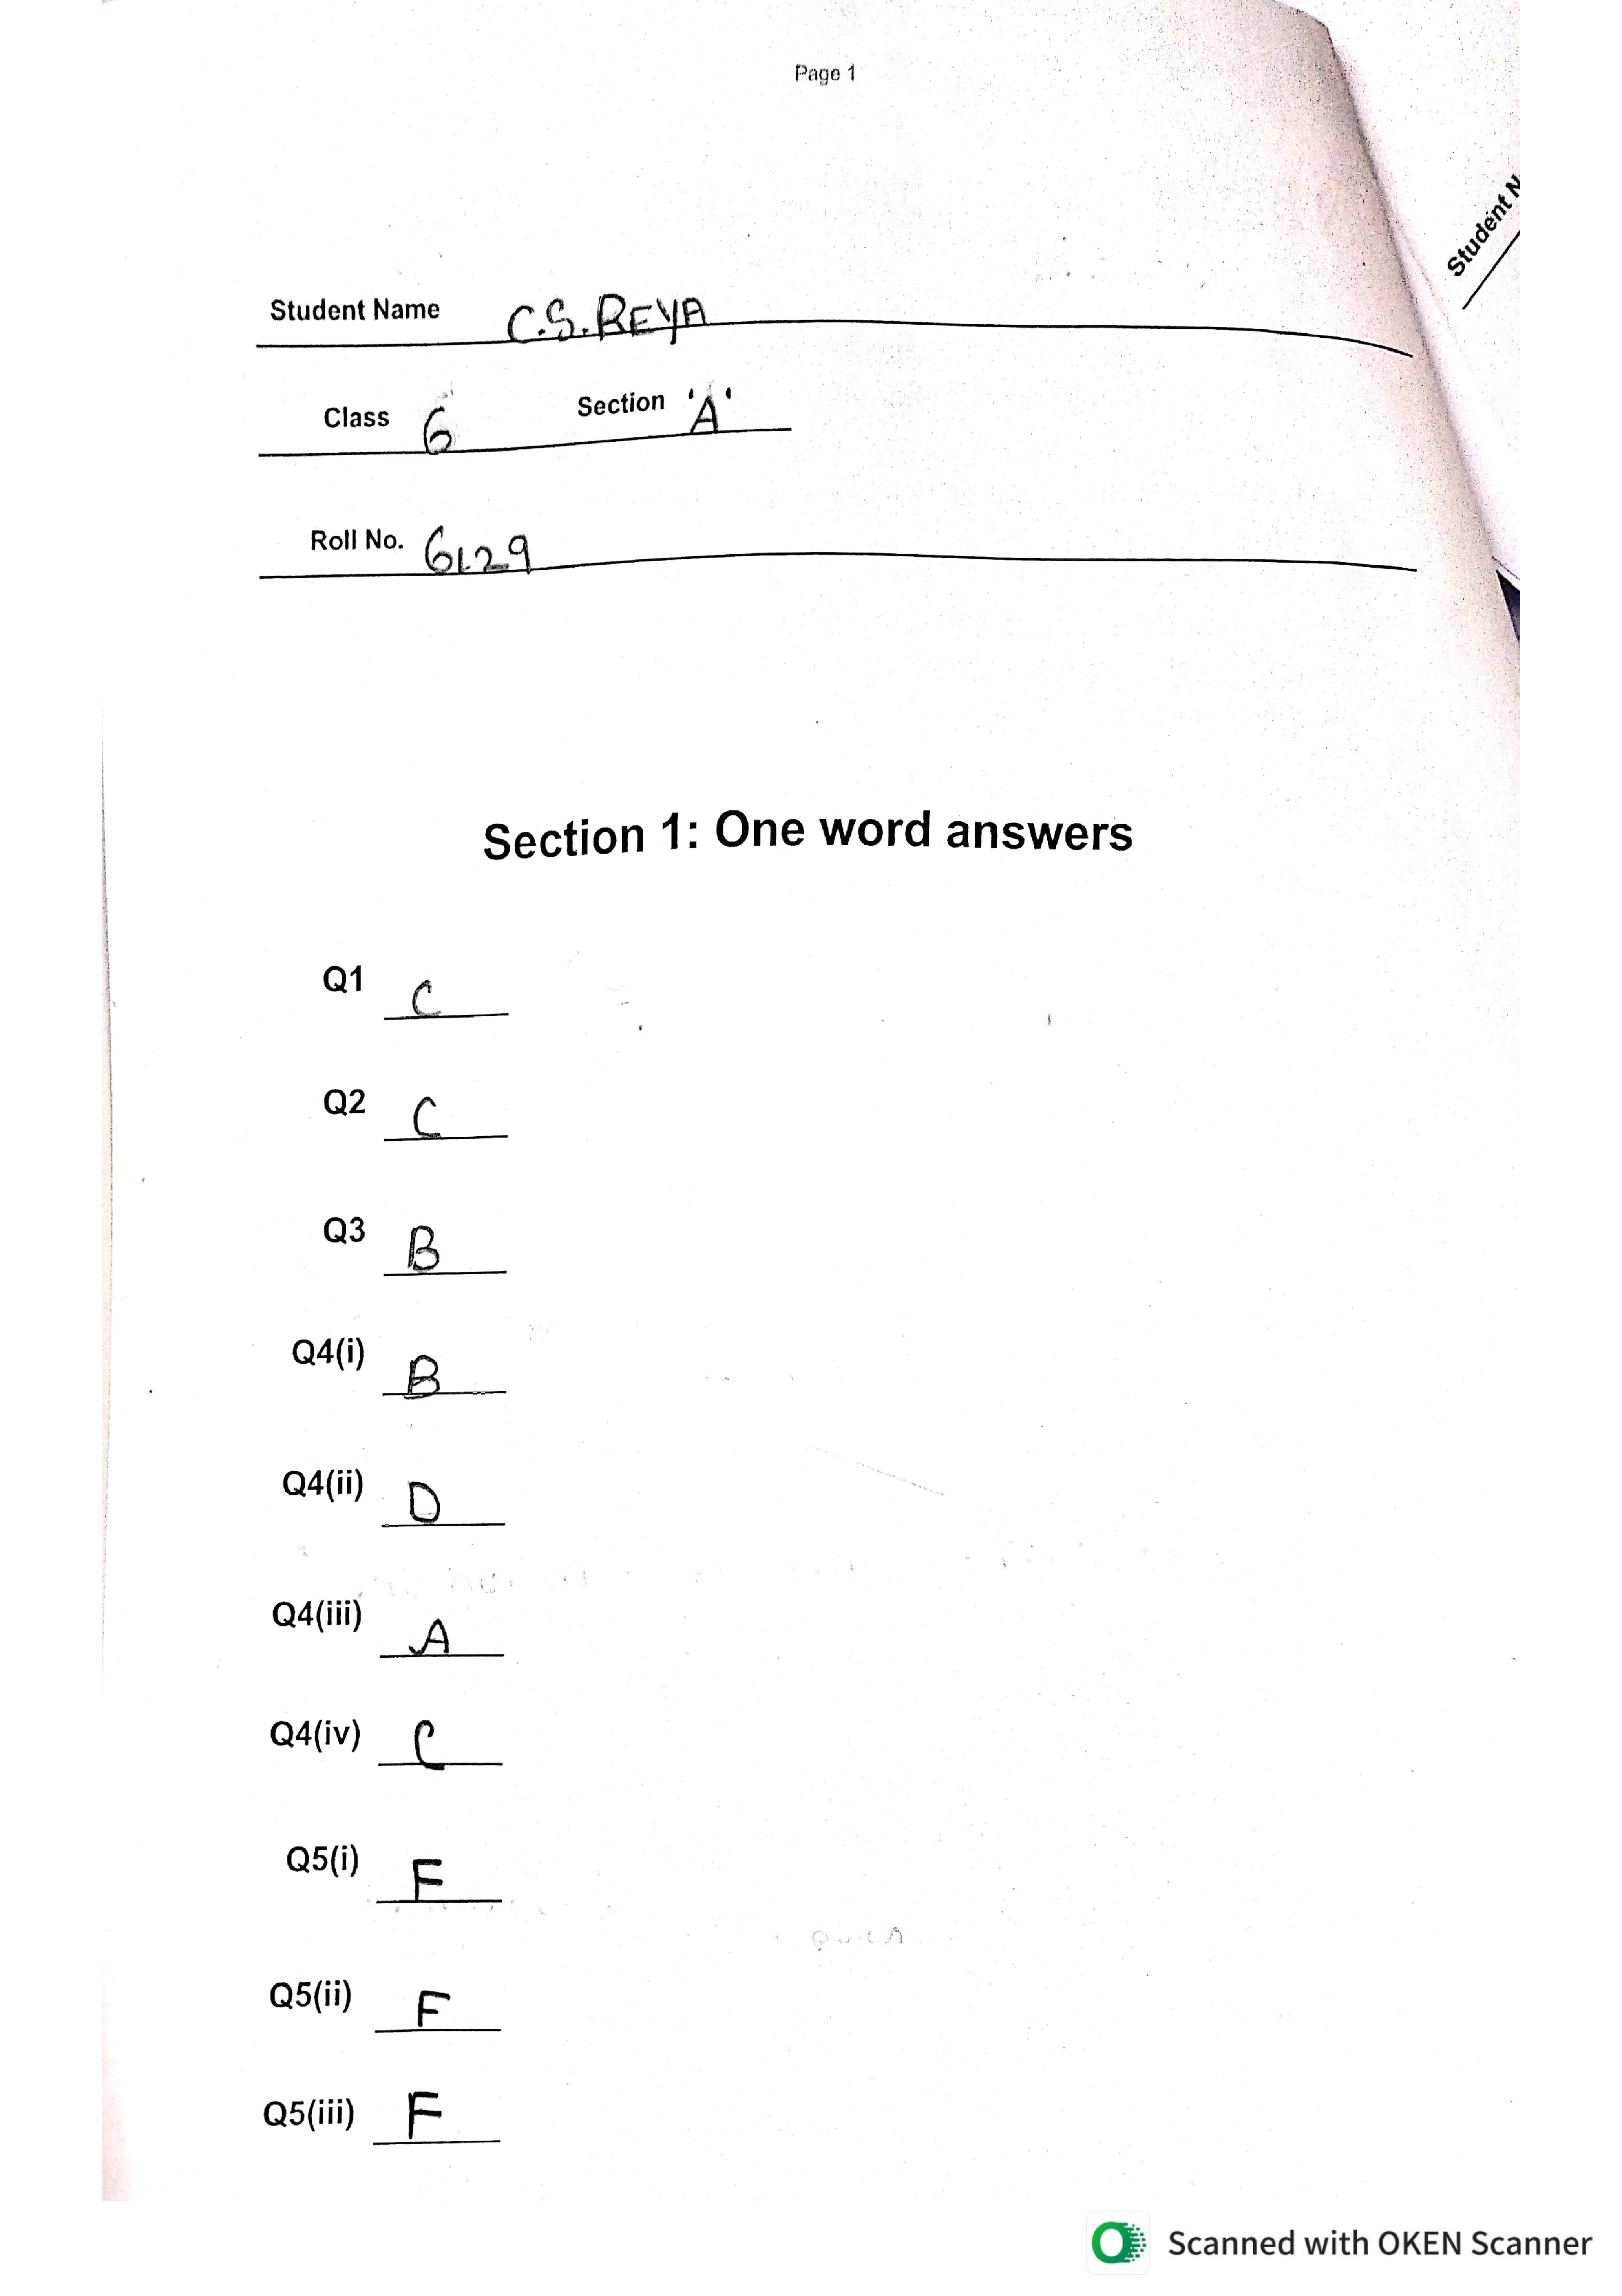 Page 1
Student N
Student Name C.S.REYA
Class 6 Section 'A'
Roll No. 6129
Section 1: One word answers
Q1 C
Q2 C
Q3 B
Q4(i) B
Q4(ii) D
Q4(iii) A
Q4(iv) C
Q5(i) F
Q5(ii) F
Q5(iii) F
Scanned with OKEN Scanner